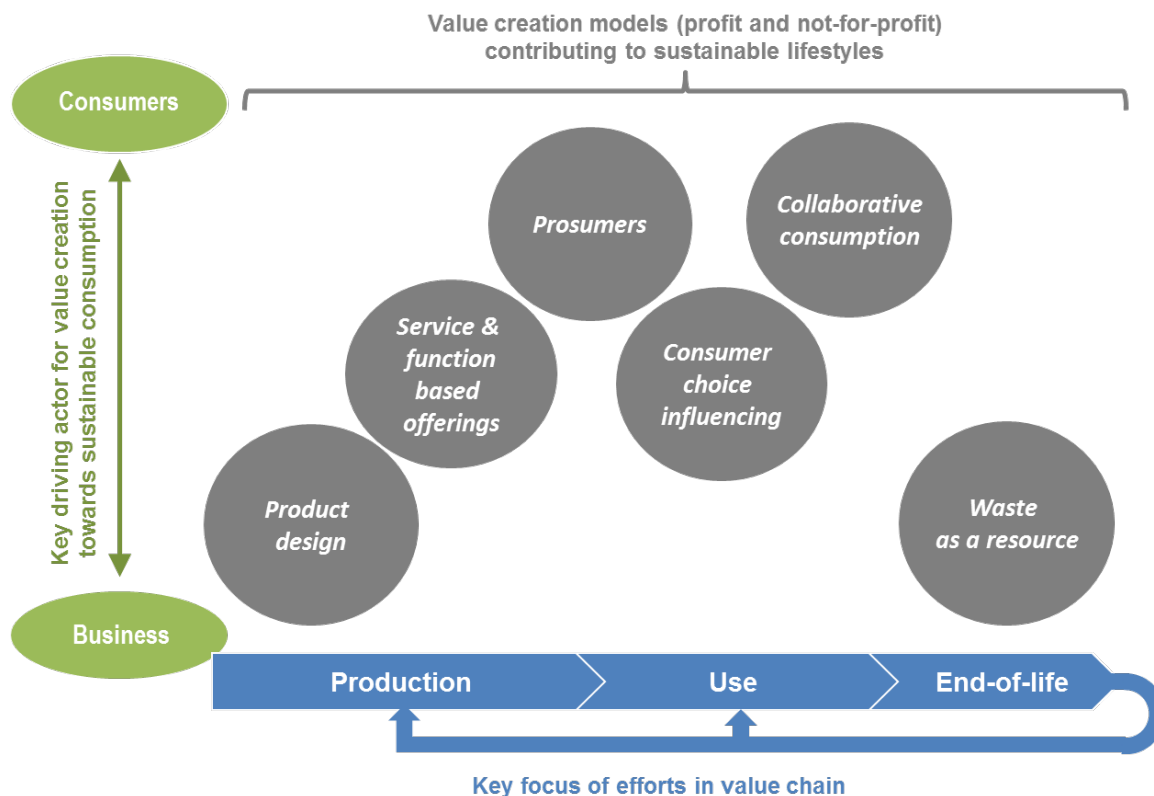 Value creation models (profit and not-for-profit)
contributing to sustainable lifestyles
Consumers
Key driving actor for value creation
towards sustainable consumption
Business
Prosumers
Collaborative
consumption
Service &
function
based
offerings
Consumer
choice
influencing
Product
design
Waste
as a resource
Production
Use
End-of-life
Key focus of efforts in value chain